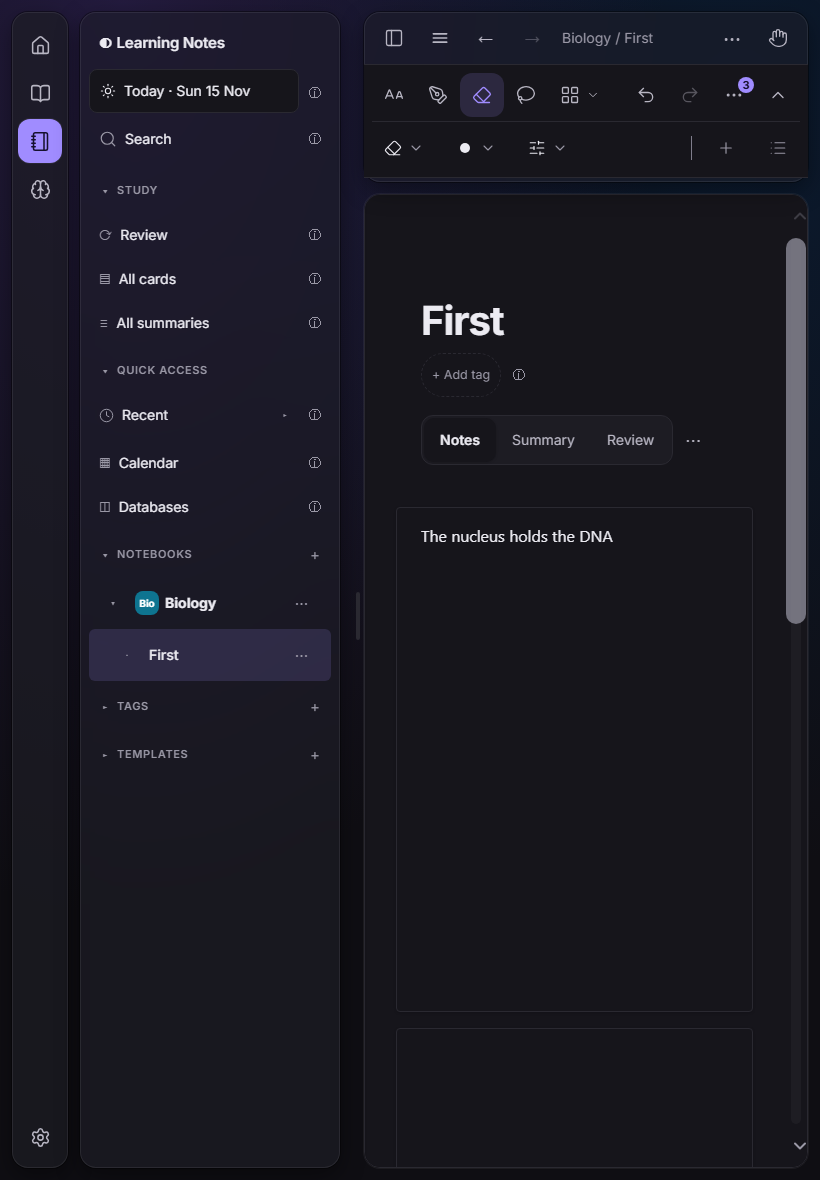 Learning Notes
Today · Sun 15 Nov
Search
STUDY
Review
All cards
All summaries
QUICK ACCESS
Recent
Calendar
Databases
NOTEBOOKS
Bio Biology
First
TAGS
TEMPLATES
Biology / First
AA
3
First
+ Add tag
Notes Summary Review
The nucleus holds the DNA